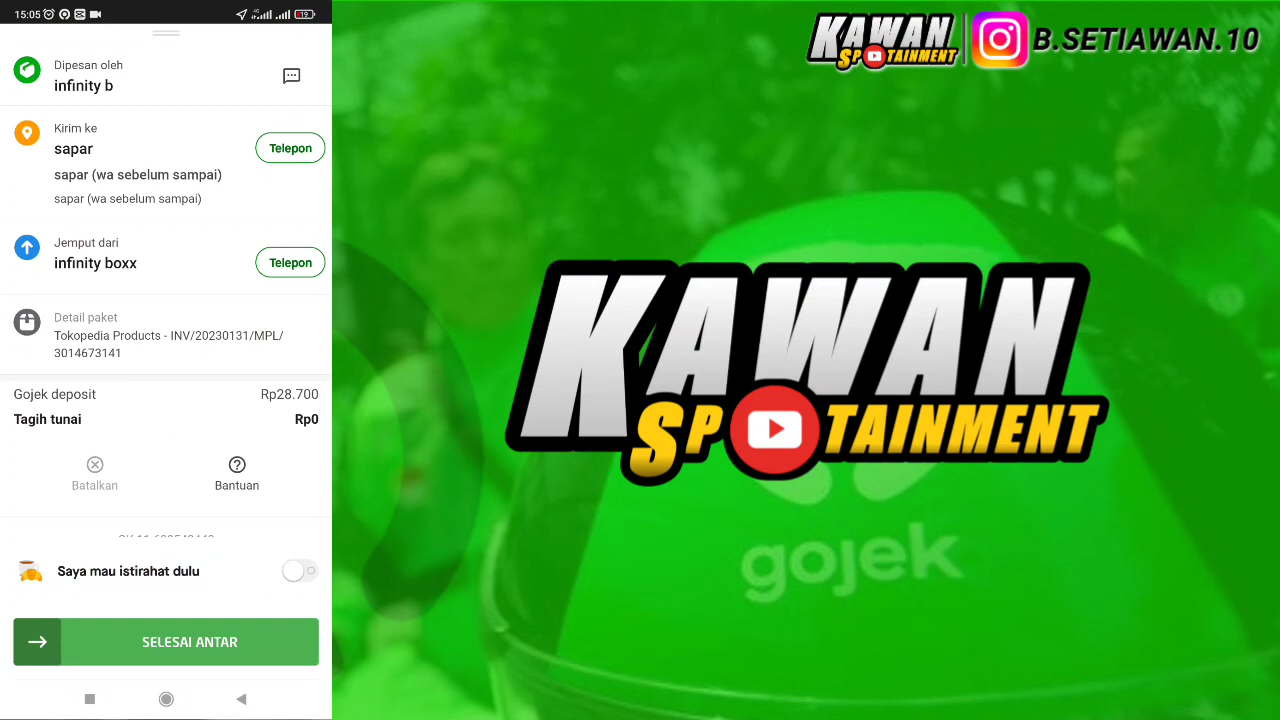 15:05
4G
19
Dipesan oleh
infinity b
Kirim ke
sapar
Telepon
sapar (wa sebelum sampai)
sapar (wa sebelum sampai)
Jemput dari
infinity boxx
Telepon
Detail paket
Tokopedia Products - INV/20230131/MPL/
3014673141
Gojek deposit Rp28.700
Tagih tunai Rp0
Batalkan Bantuan
Saya mau istirahat dulu
SELESAI ANTAR
KAWAN
SPOTAINMENT
B.SETIAWAN.10
KAWAN
SPOTAINMENT
gojek